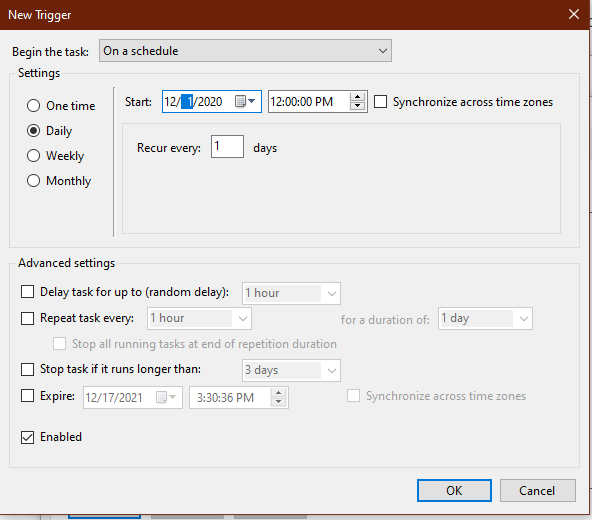 New Trigger
Begin the task: On a schedule
Settings
One time
Daily
Weekly
Monthly
Start: 12/ 1/2020 12:00:00 PM Synchronize across time zones
Recur every: 1 days
Advanced settings
Delay task for up to (random delay): 1 hour
Repeat task every: 1 hour for a duration of: 1 day
Stop all running tasks at end of repetition duration
Stop task if it runs longer than: 3 days
Expire: 12/17/2021 3:30:36 PM Synchronize across time zones
Enabled
OK Cancel